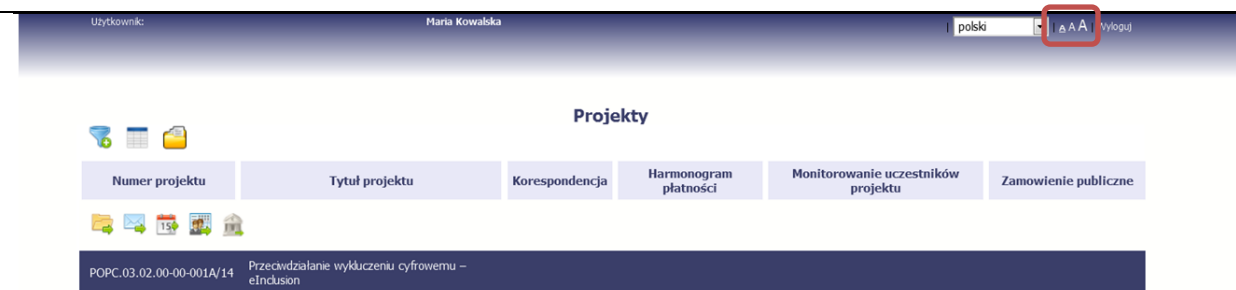 Użytkownik: Maria Kowalska | polski | A A A | Wyloguj
Projekty
Numer projektu Tytuł projektu Korespondencja Harmonogram płatności Monitorowanie uczestników projektu Zamowienie publiczne
15
POPC.03.02.00-00-001A/14 Przeciwdziałanie wykluczeniu cyfrowemu –
eInclusion